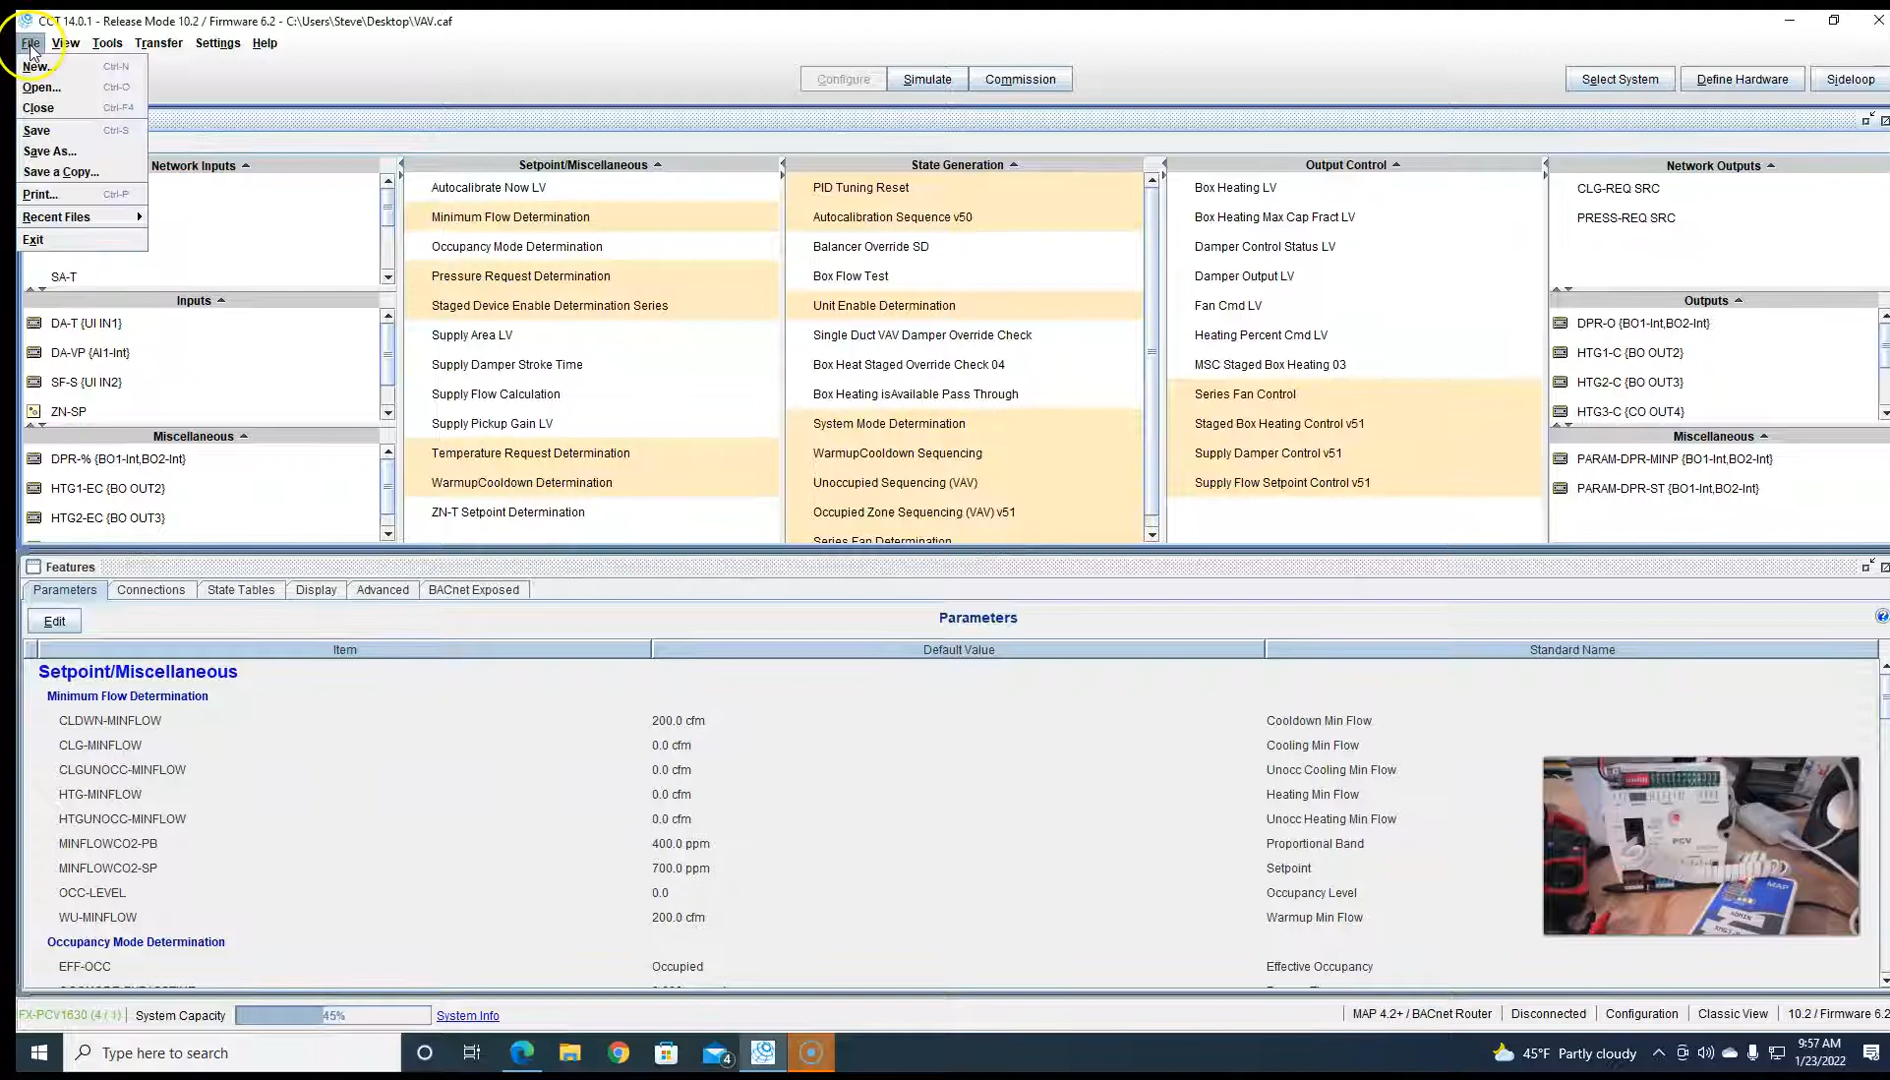 CCT 14.0.1 - Release Mode 10.2 / Firmware 6.2 - C:\Users\Steve\Desktop\VAV.caf
File View Tools Transfer Settings Help
New... Ctrl-N
Open... Ctrl-O
Close Ctrl-F4
Save Ctrl-S
Save As...
Save a Copy...
Print... Ctrl-P
Recent Files
Exit
Configure Simulate Commission
Select System Define Hardware Sideloop
Network Inputs
SA-T
Inputs
DA-T {UI IN1}
DA-VP {AI1-Int}
SF-S {UI IN2}
ZN-SP
Miscellaneous
DPR-% {BO1-Int,BO2-Int}
HTG1-EC {BO OUT2}
HTG2-EC {BO OUT3}
Setpoint/Miscellaneous
Autocalibrate Now LV
Minimum Flow Determination
Occupancy Mode Determination
Pressure Request Determination
Staged Device Enable Determination Series
Supply Area LV
Supply Damper Stroke Time
Supply Flow Calculation
Supply Pickup Gain LV
Temperature Request Determination
WarmupCooldown Determination
ZN-T Setpoint Determination
State Generation
PID Tuning Reset
Autocalibration Sequence v50
Balancer Override SD
Box Flow Test
Unit Enable Determination
Single Duct VAV Damper Override Check
Box Heat Staged Override Check 04
Box Heating isAvailable Pass Through
System Mode Determination
WarmupCooldown Sequencing
Unoccupied Sequencing (VAV)
Occupied Zone Sequencing (VAV) v51
Series Fan Determination
Output Control
Box Heating LV
Box Heating Max Cap Fract LV
Damper Control Status LV
Damper Output LV
Fan Cmd LV
Heating Percent Cmd LV
MSC Staged Box Heating 03
Series Fan Control
Staged Box Heating Control v51
Supply Damper Control v51
Supply Flow Setpoint Control v51
Network Outputs
CLG-REQ SRC
PRESS-REQ SRC
Outputs
DPR-O {BO1-Int,BO2-Int}
HTG1-C {BO OUT2}
HTG2-C {BO OUT3}
HTG3-C {CO OUT4}
Miscellaneous
PARAM-DPR-MINP {BO1-Int,BO2-Int}
PARAM-DPR-ST {BO1-Int,BO2-Int}
Features
Parameters Connections State Tables Display Advanced BACnet Exposed
Edit Parameters
Item Default Value Standard Name
Setpoint/Miscellaneous
Minimum Flow Determination
CLDWN-MINFLOW 200.0 cfm Cooldown Min Flow
CLG-MINFLOW 0.0 cfm Cooling Min Flow
CLGUNOCC-MINFLOW 0.0 cfm Unocc Cooling Min Flow
HTG-MINFLOW 0.0 cfm Heating Min Flow
HTGUNOCC-MINFLOW 0.0 cfm Unocc Heating Min Flow
MINFLOWCO2-PB 400.0 ppm Proportional Band
MINFLOWCO2-SP 700.0 ppm Setpoint
OCC-LEVEL 0.0 Occupancy Level
WU-MINFLOW 200.0 cfm Warmup Min Flow
Occupancy Mode Determination
EFF-OCC Occupied Effective Occupancy
PCV
MAP
ADMIN
FX-PCV1630 (4 / 1) System Capacity 45% System Info
MAP 4.2+ / BACnet Router Disconnected Configuration Classic View 10.2 / Firmware 6.2
Type here to search
4
45°F Partly cloudy
9:57 AM
1/23/2022